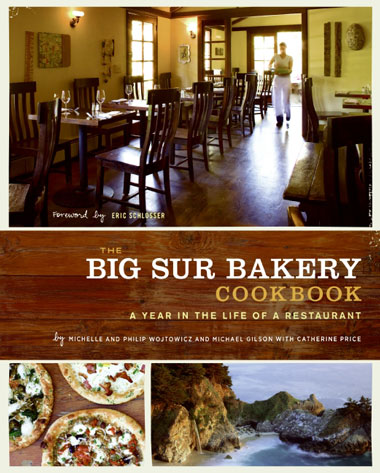 Foreword by ERIC SCHLOSSER
THE
BIG SUR BAKERY
COOKBOOK
A YEAR IN THE LIFE OF A RESTAURANT
by MICHELLE AND PHILIP WOJTOWICZ AND MICHAEL GILSON WITH CATHERINE PRICE